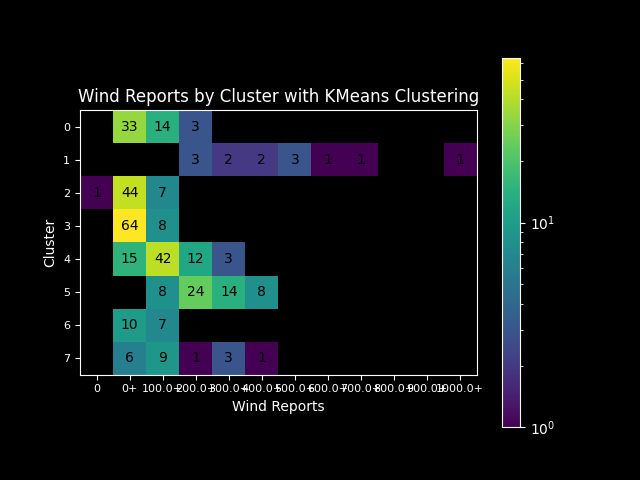 Wind Reports by Cluster with KMeans Clustering
0 33 14 3
1 3 2 2 3 1 1 1
2 1 44 7
3 64 8
4 15 42 12 3
5 8 24 14 8
6 10 7
7 6 9 1 3 1
Cluster
0 0+ 100.0+ 200.0+ 300.0+ 400.0+ 500.0+ 600.0+ 700.0+ 800.0+ 900.0+ 1000.0+
Wind Reports
10¹
10⁰